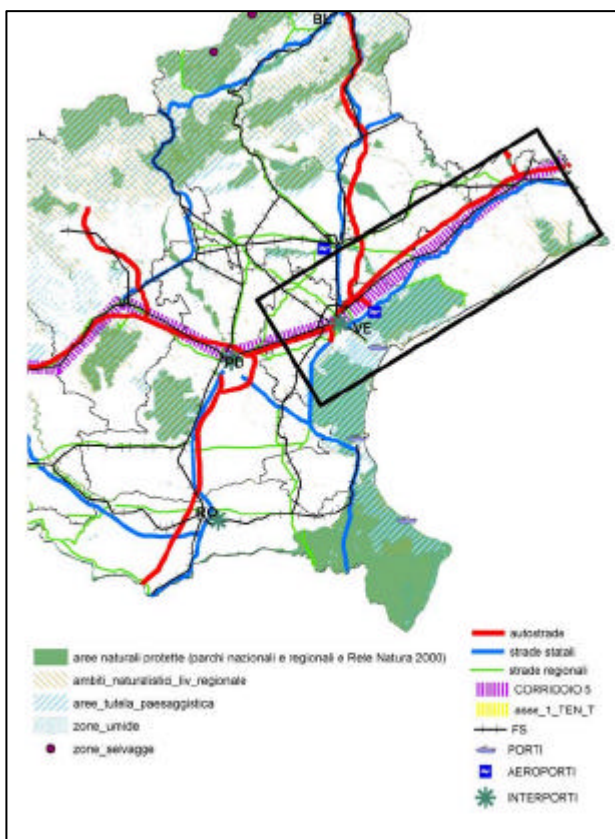 BL
VE
PD
RO
aree naturali protette (parchi nazionali e regionali e Rete Natura 2000)
ambiti_naturalistici_liv_regionale
aree_tutela_paesaggistica
zone_umide
zone_selvagge
autostrade
strade statali
strade regionali
CORRIDOIO 5
asse_1_TEN_T
FS
PORTI
AEROPORTI
INTERPORTI